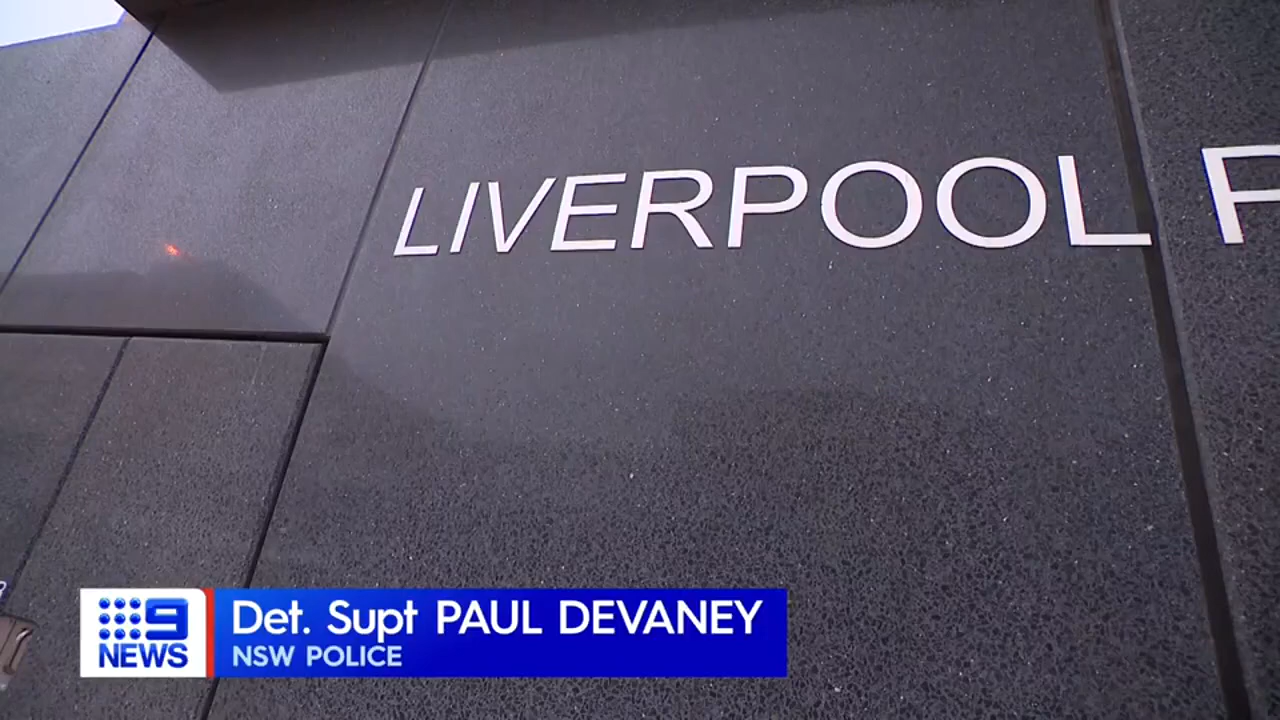 LIVERPOOL P
9
NEWS
Det. Supt PAUL DEVANEY
NSW POLICE